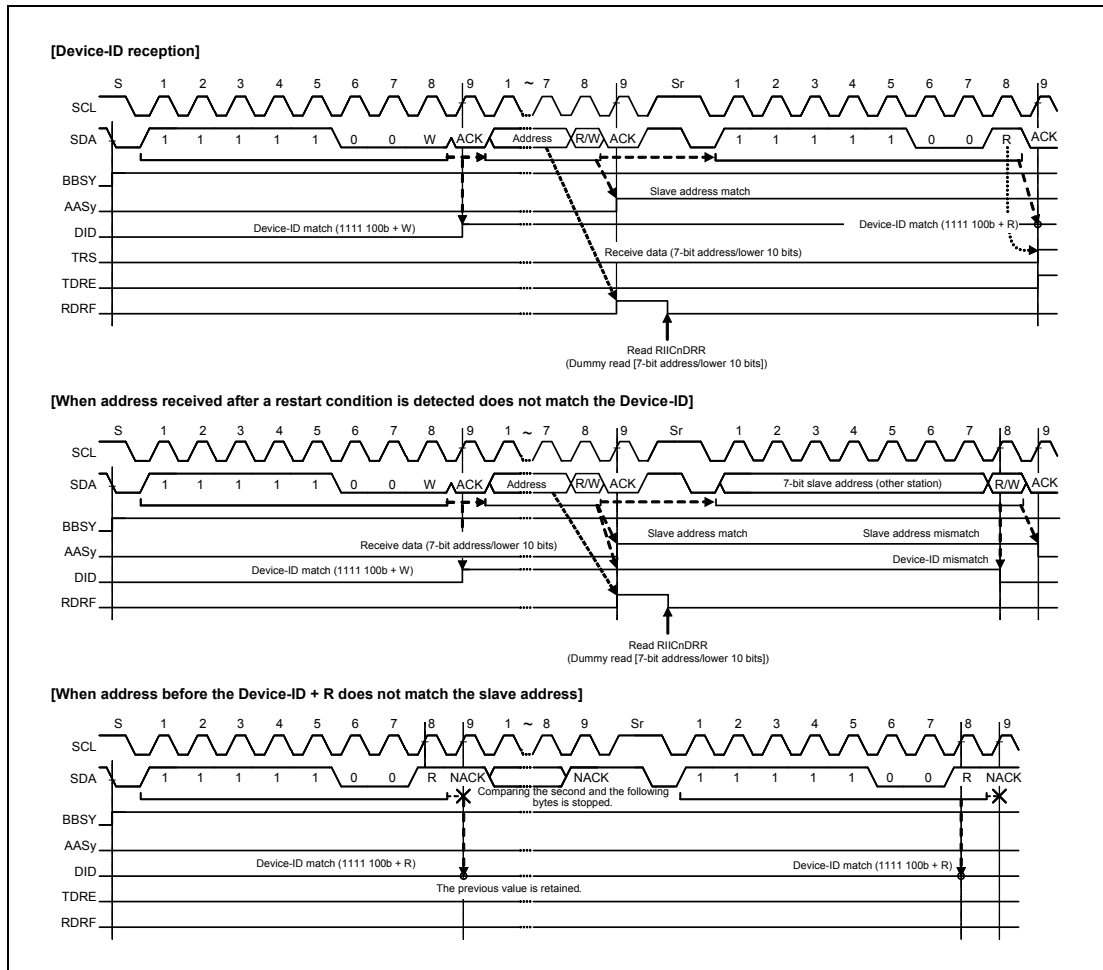 [Device-ID reception]
S 1 2 3 4 5 6 7 8 9 1 ~ 7 8 9 Sr 1 2 3 4 5 6 7 8 9
SCL
SDA 1 1 1 1 1 0 0 W ACK Address R/W ACK 1 1 1 1 1 0 0 R ACK
BBSY
Slave address match
AASy
Device-ID match (1111 100b + W) Device-ID match (1111 100b + R)
DID
Receive data (7-bit address/lower 10 bits)
TRS
TDRE
RDRF
Read RIICnDRR
(Dummy read [7-bit address/lower 10 bits])
[When address received after a restart condition is detected does not match the Device-ID]
S 1 2 3 4 5 6 7 8 9 1 ~ 7 8 9 Sr 1 2 3 4 5 6 7 8 9
SCL
SDA 1 1 1 1 1 0 0 W ACK Address R/W ACK 7-bit slave address (other station) R/W ACK
BBSY
Slave address match Slave address mismatch
Receive data (7-bit address/lower 10 bits)
AASy
Device-ID mismatch
Device-ID match (1111 100b + W)
DID
RDRF
Read RIICnDRR
(Dummy read [7-bit address/lower 10 bits])
[When address before the Device-ID + R does not match the slave address]
S 1 2 3 4 5 6 7 8 9 1 ~ 8 9 Sr 1 2 3 4 5 6 7 8 9
SCL
SDA 1 1 1 1 1 0 0 R NACK NACK 1 1 1 1 1 0 0 R NACK
Comparing the second and the following
bytes is stopped.
BBSY
AASy
Device-ID match (1111 100b + R) Device-ID match (1111 100b + R)
DID
The previous value is retained.
TDRE
RDRF